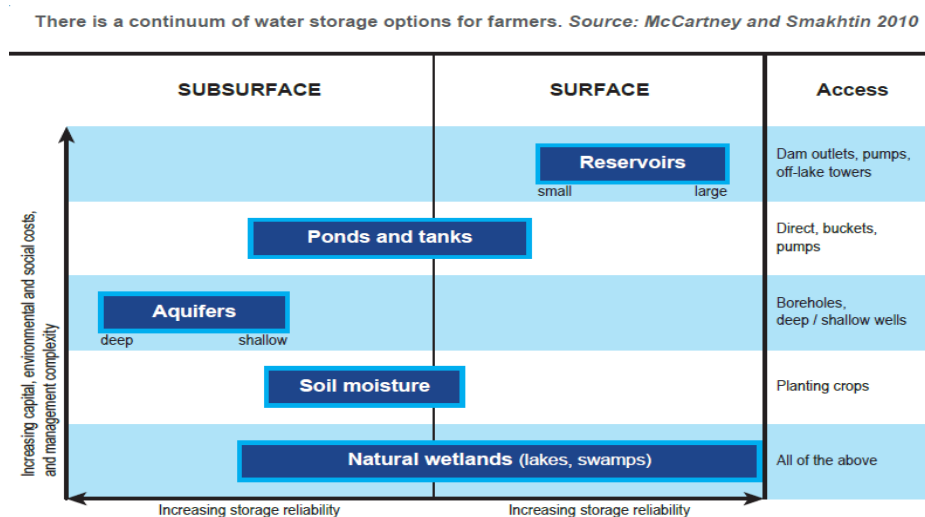 There is a continuum of water storage options for farmers. Source: McCartney and Smakhtin 2010
SUBSURFACE
SURFACE
Access
Reservoirs
small
large
Dam outlets, pumps,
off-lake towers
Ponds and tanks
Direct, buckets,
pumps
Aquifers
deep
shallow
Boreholes,
deep / shallow wells
Soil moisture
Planting crops
Natural wetlands (lakes, swamps)
All of the above
Increasing capital, environmental and social costs,
and management complexity
Increasing storage reliability
Increasing storage reliability